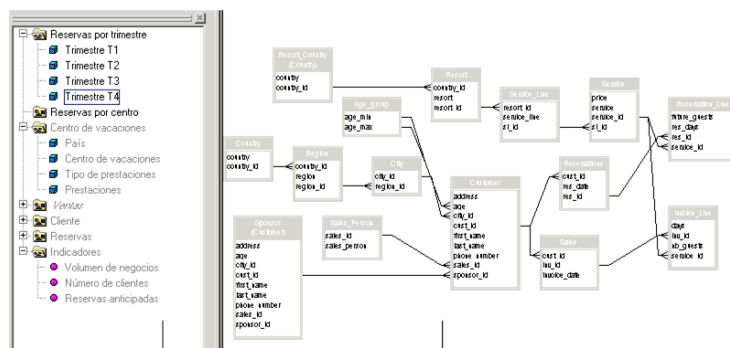 Reservas por trimestre
Trimestre T1
Trimestre T2
Trimestre T3
Trimestre T4
Reservas por centro
Centro de vacaciones
País
Centro de vacaciones
Tipo de prestaciones
Prestaciones
Ventas
Cliente
Reservas
Indicadores
Volumen de negocios
Número de clientes
Reservas anticipadas
Resort_Country
(Country)
country
country_id
Resort
country_id
resort
resort_id
Service_Line
resort_id
service_line
sl_id
Service
price
service
service_id
sl_id
Reservation_Line
future_guests
res_days
res_id
service_id
Age_group
age_min
age_max
Country
country
country_id
Region
country_id
region
region_id
City
city_id
region_id
Customer
address
age
city_id
cust_id
first_name
last_name
phone_number
sales_id
sponsor_id
Reservations
cust_id
res_date
res_id
Sponsor
(Customer)
address
age
city_id
cust_id
first_name
last_name
phone_number
sales_id
sponsor_id
Sales_Person
sales_id
sales_person
Sales
cust_id
inv_id
invoice_date
Invoice_Line
days
inv_id
nb_guests
service_id